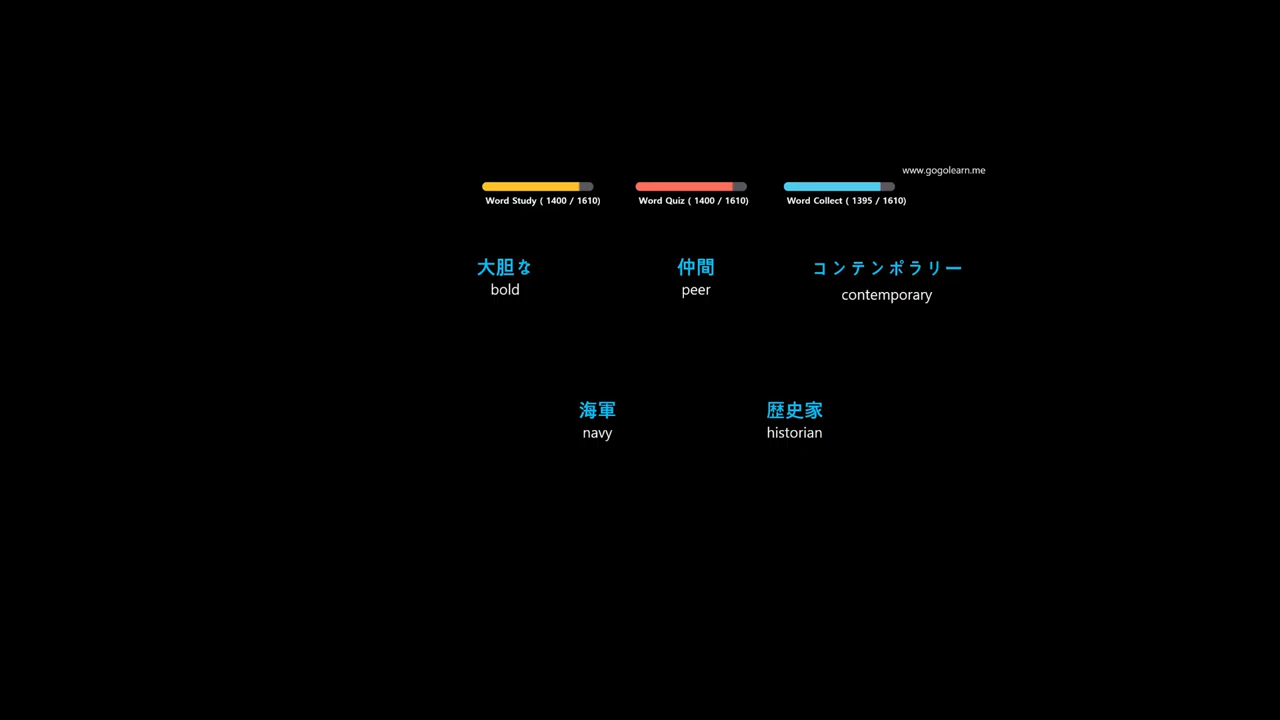 www.gogolearn.me
Word Study ( 1400 / 1610)
Word Quiz ( 1400 / 1610)
Word Collect ( 1395 / 1610)
大胆な
bold
仲間
peer
コンテンポラリー
contemporary
海軍
navy
歴史家
historian